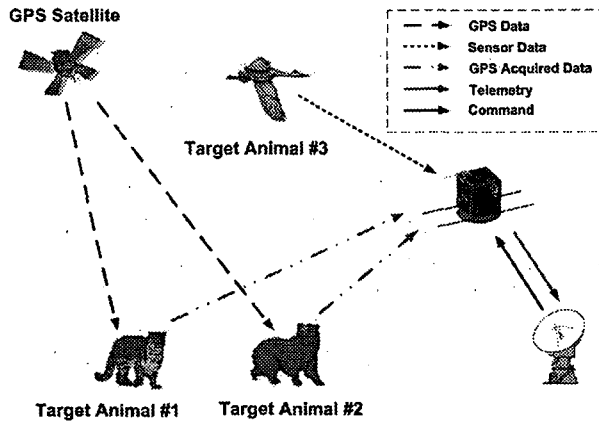 GPS Satellite
GPS Data
Sensor Data
GPS Acquired Data
Telemetry
Command
Target Animal #3
Target Animal #1
Target Animal #2